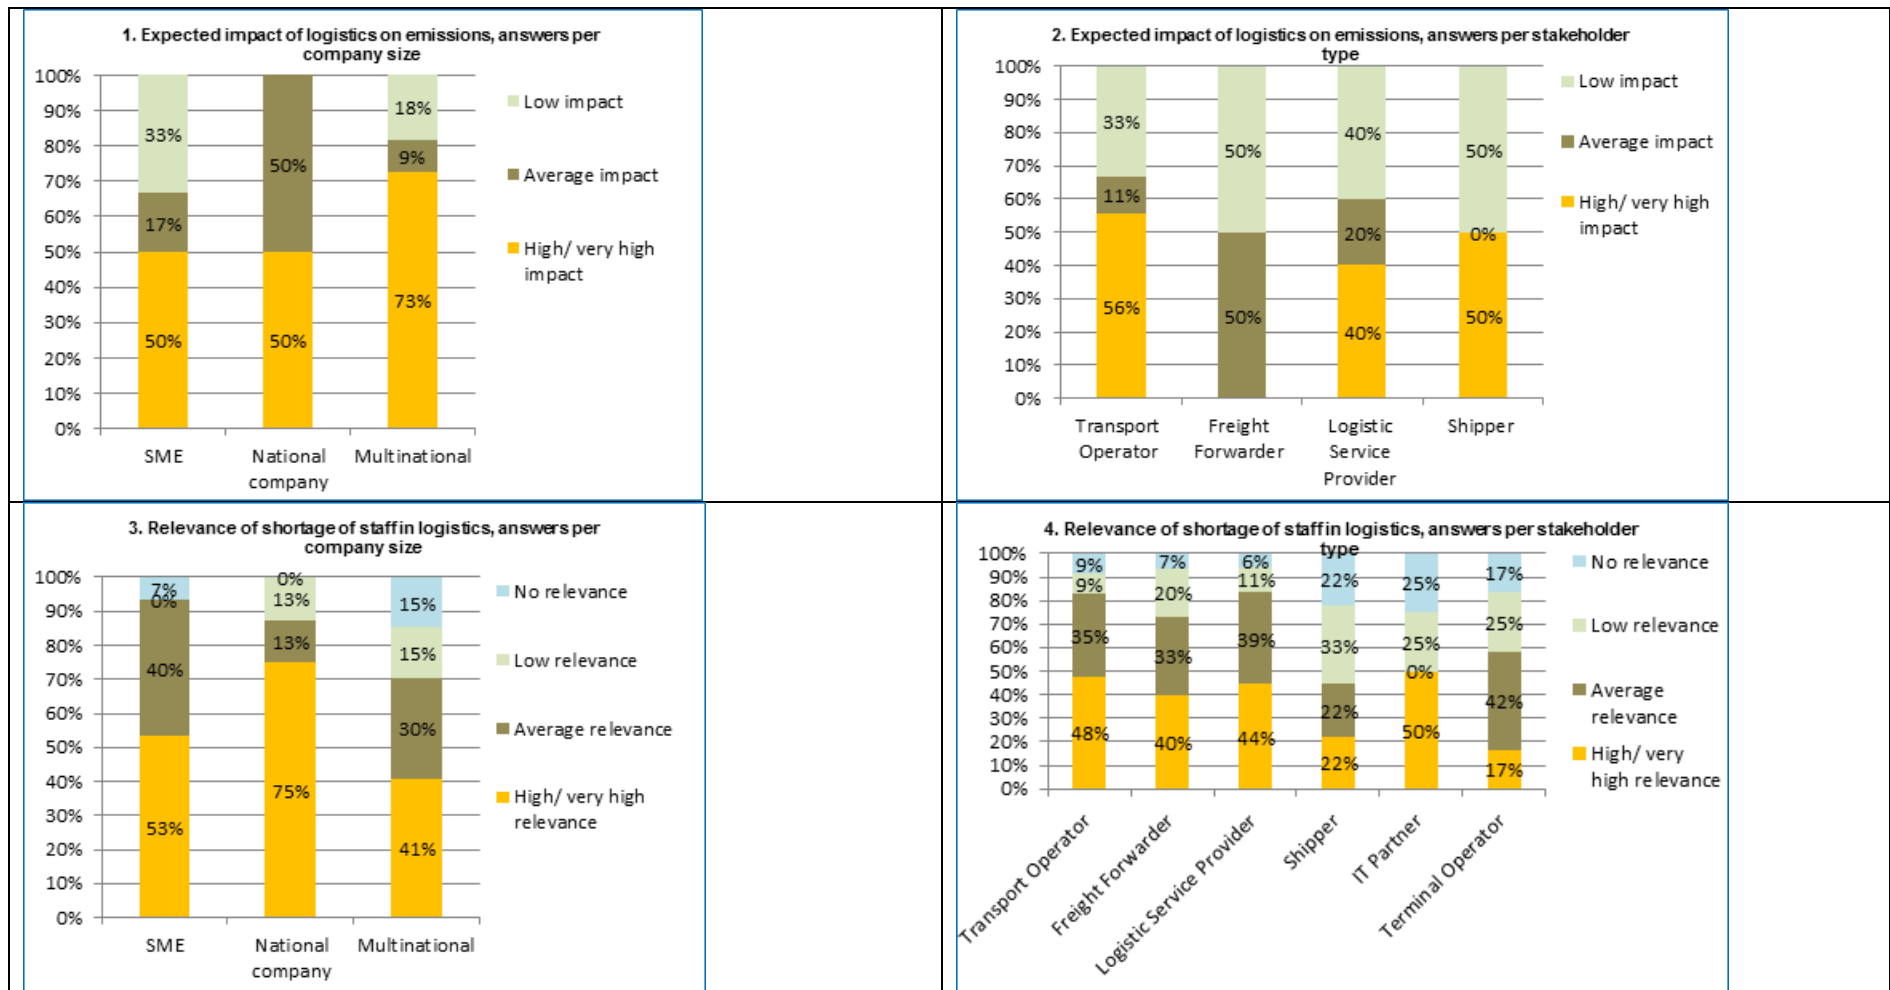 1. Expected impact of logistics on emissions, answers per
company size
100%
90%
80%
70%
60%
50%
40%
30%
20%
10%
0%
33%
17%
50%
50%
50%
18%
9%
73%
SME
National
company
Multinational
Low impact
Average impact
High/ very high
impact
2. Expected impact of logistics on emissions, answers per stakeholder
type
100%
90%
80%
70%
60%
50%
40%
30%
20%
10%
0%
33%
11%
56%
50%
50%
40%
20%
40%
50%
0%
50%
Transport
Operator
Freight
Forwarder
Logistic
Service
Provider
Shipper
Low impact
Average impact
High/ very high
impact
3. Relevance of shortage of staff in logistics, answers per
company size
100%
90%
80%
70%
60%
50%
40%
30%
20%
10%
0%
7%
0%
40%
53%
0%
13%
13%
75%
15%
15%
30%
41%
SME
National
company
Multinational
No relevance
Low relevance
Average relevance
High/ very high
relevance
4. Relevance of shortage of staff in logistics, answers per stakeholder
type
100%
90%
80%
70%
60%
50%
40%
30%
20%
10%
0%
9%
9%
35%
48%
7%
20%
33%
40%
6%
11%
39%
44%
22%
33%
22%
22%
25%
25%
0%
50%
17%
25%
42%
17%
Transport Operator
Freight Forwarder
Logistic Service Provider
Shipper
IT Partner
Terminal Operator
No relevance
Low relevance
Average
relevance
High/ very
high relevance